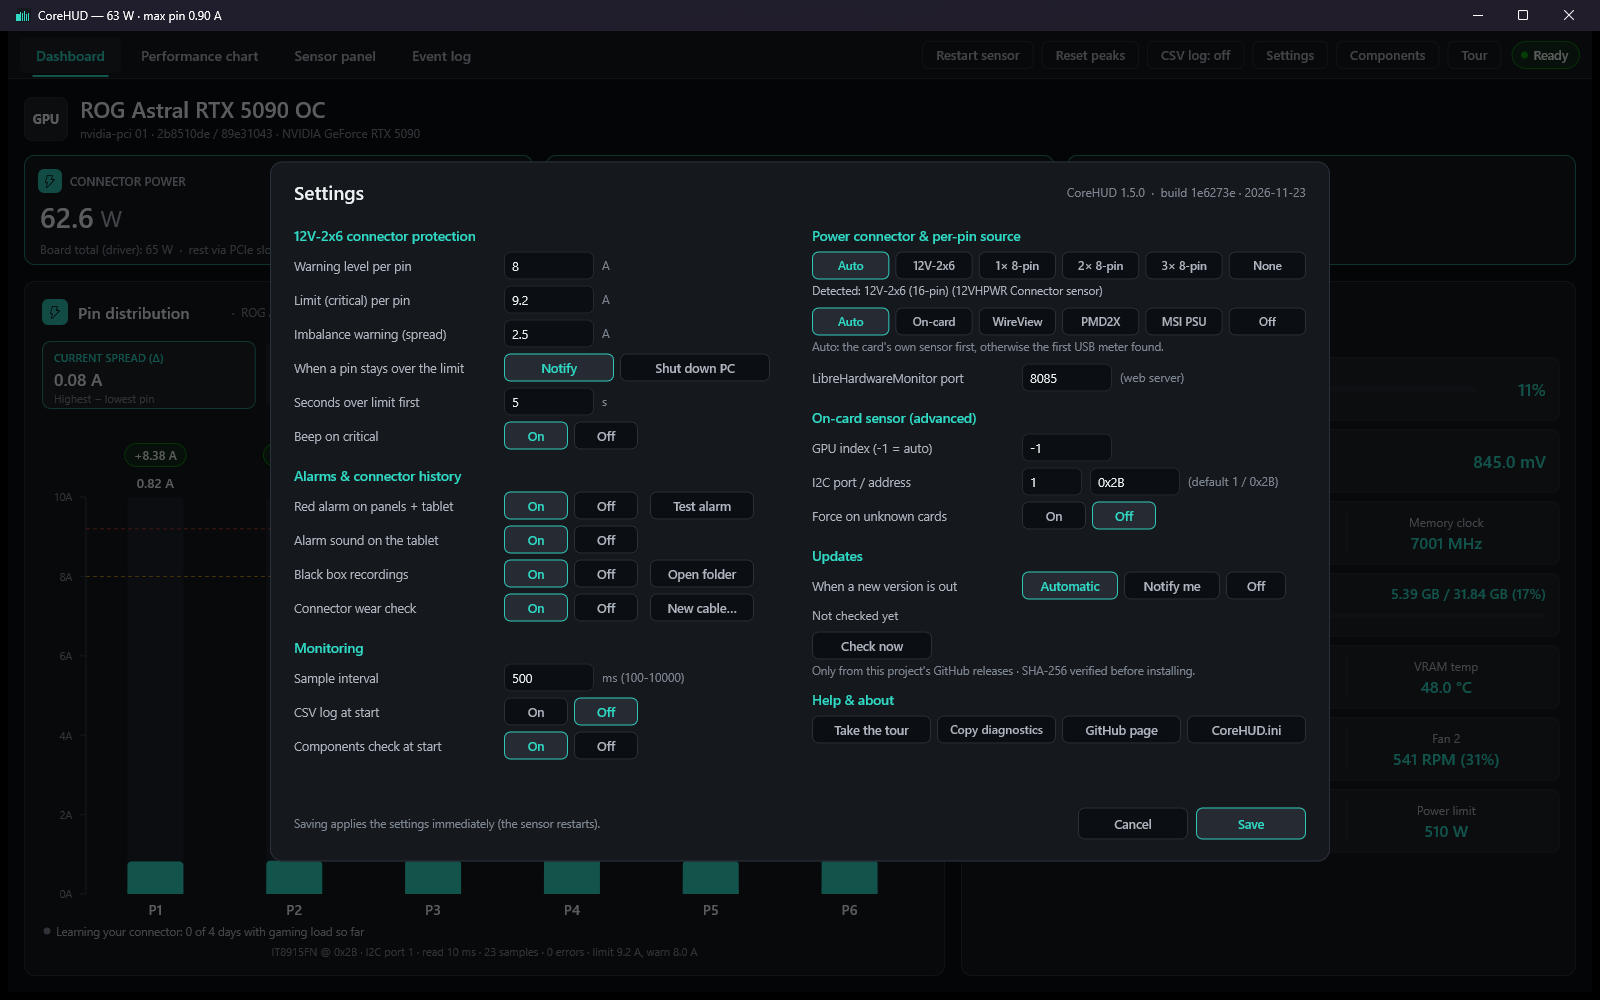 CoreHUD — 63 W · max pin 0.90 A
Dashboard
Performance chart
Sensor panel
Event log
Restart sensor
Reset peaks
CSV log: off
Settings
Components
Tour
Ready
GPU
ROG Astral RTX 5090 OC
nvidia-pci 01 · 2b8510de / 89e31043 · NVIDIA GeForce RTX 5090
CONNECTOR POWER
62.6 W
Board total (driver): 65 W · rest via PCIe slo
Pin distribution
· ROG
CURRENT SPREAD (Δ)
0.08 A
Highest – lowest pin
+8.38 A
0.82 A
10A
8A
6A
4A
2A
0A
P1
P2
P3
P4
P5
P6
Learning your connector: 0 of 4 days with gaming load so far
IT8915FN @ 0x2B · I2C port 1 · read 10 ms · 23 samples · 0 errors · limit 9.2 A, warn 8.0 A
11%
845.0 mV
Memory clock
7001 MHz
5.39 GB / 31.84 GB (17%)
VRAM temp
48.0 °C
Fan 2
541 RPM (31%)
Power limit
510 W
Settings
CoreHUD 1.5.0 · build 1e6273e · 2026-11-23
12V-2x6 connector protection
Warning level per pin 8 A
Limit (critical) per pin 9.2 A
Imbalance warning (spread) 2.5 A
When a pin stays over the limit Notify Shut down PC
Seconds over limit first 5 s
Beep on critical On Off
Alarms & connector history
Red alarm on panels + tablet On Off Test alarm
Alarm sound on the tablet On Off
Black box recordings On Off Open folder
Connector wear check On Off New cable...
Monitoring
Sample interval 500 ms (100-10000)
CSV log at start On Off
Components check at start On Off
Power connector & per-pin source
Auto 12V-2x6 1× 8-pin 2× 8-pin 3× 8-pin None
Detected: 12V-2x6 (16-pin) (12VHPWR Connector sensor)
Auto On-card WireView PMD2X MSI PSU Off
Auto: the card's own sensor first, otherwise the first USB meter found.
LibreHardwareMonitor port 8085 (web server)
On-card sensor (advanced)
GPU index (-1 = auto) -1
I2C port / address 1 0x2B (default 1 / 0x2B)
Force on unknown cards On Off
Updates
When a new version is out Automatic Notify me Off
Not checked yet
Check now
Only from this project's GitHub releases · SHA-256 verified before installing.
Help & about
Take the tour Copy diagnostics GitHub page CoreHUD.ini
Saving applies the settings immediately (the sensor restarts).
Cancel Save